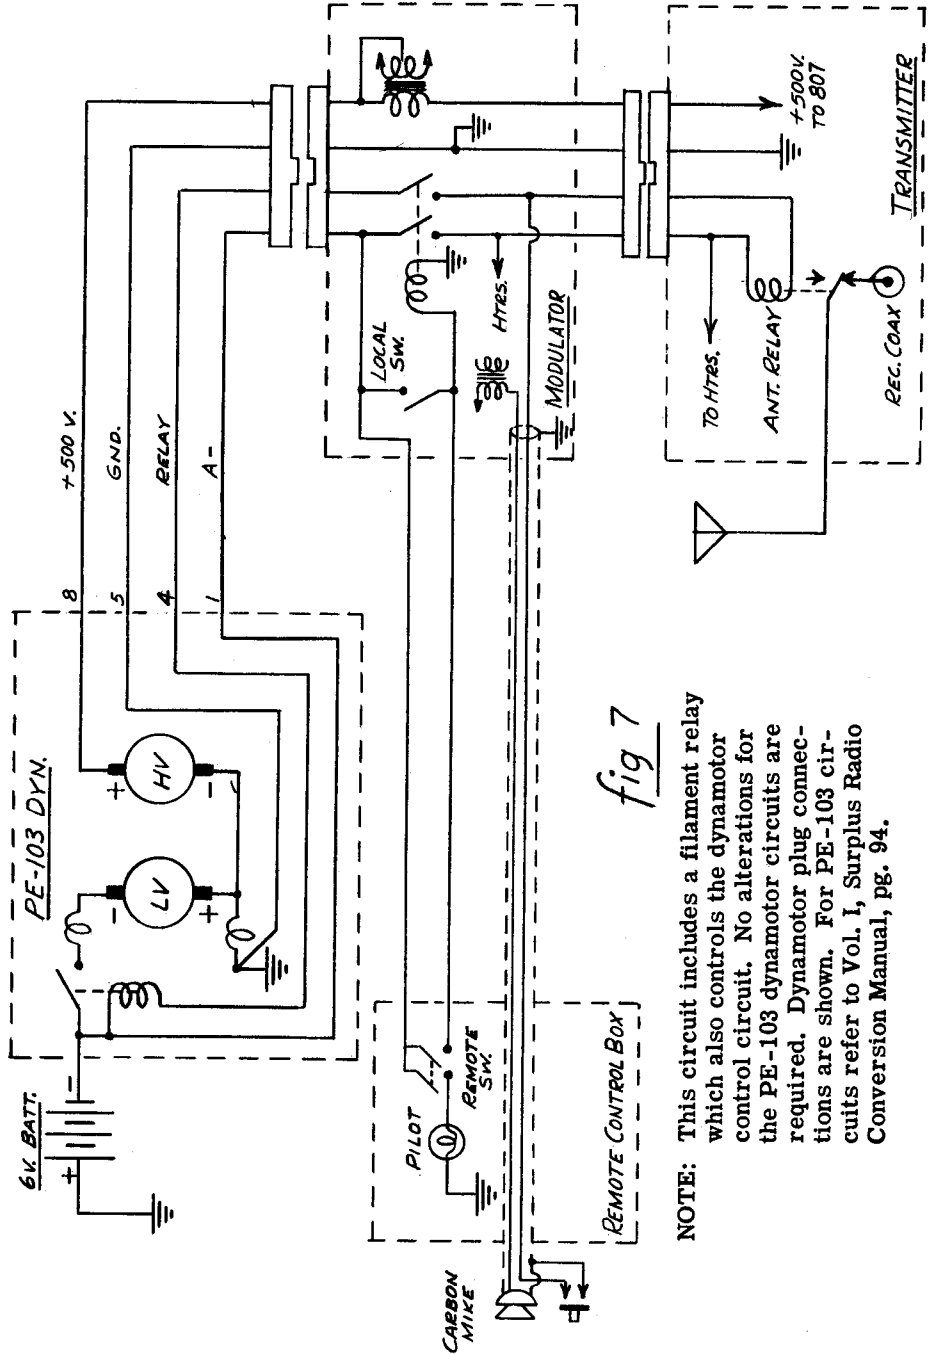 6V. BATT.
+
-
PE-103 DYN.
-
LV
+
+
HV
-
8
+500 V.
5
GND.
4
RELAY
1
A-
LOCAL
SW.
HTRS.
MODULATOR
+500V.
TO 807
TRANSMITTER
TO HTRS.
ANT. RELAY
REC. COAX
PILOT
REMOTE
SW.
REMOTE CONTROL BOX
CARBON
MIKE
fig 7
NOTE: This circuit includes a filament relay
which also controls the dynamotor
control circuit. No alterations for
the PE-103 dynamotor circuits are
required. Dynamotor plug connec-
tions are shown. For PE-103 cir-
cuits refer to Vol. I, Surplus Radio
Conversion Manual, pg. 94.